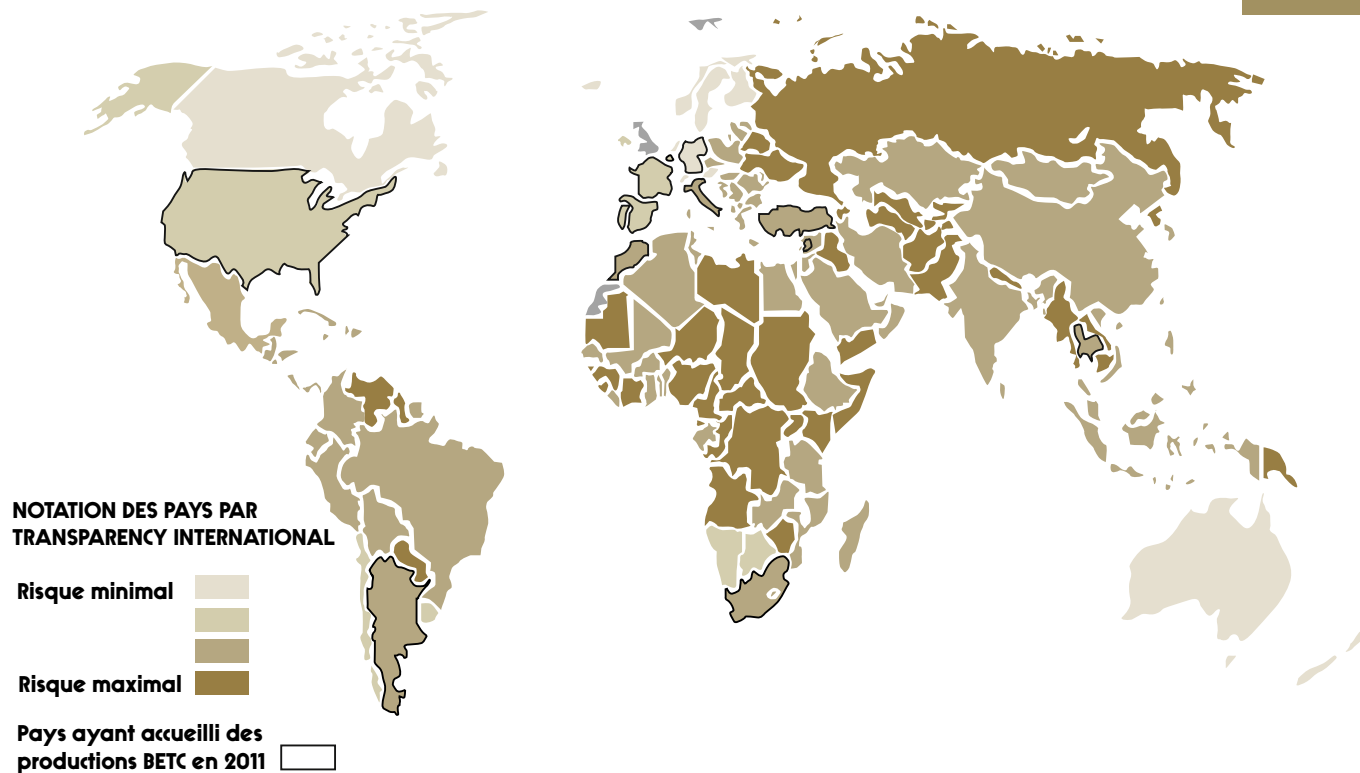 NOTATION DES PAYS PAR
TRANSPARENCY INTERNATIONAL
Risque minimal
Risque maximal
Pays ayant accueilli des
productions BETC en 2011